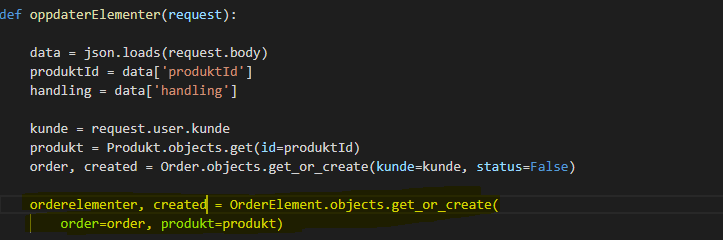 def oppdaterElementer(request):
data = json.loads(request.body)
produktId = data['produktId']
handling = data['handling']
kunde = request.user.kunde
produkt = Produkt.objects.get(id=produktId)
order, created = Order.objects.get_or_create(kunde=kunde, status=False)
orderelementer, created = OrderElement.objects.get_or_create(
order=order, produkt=produkt)